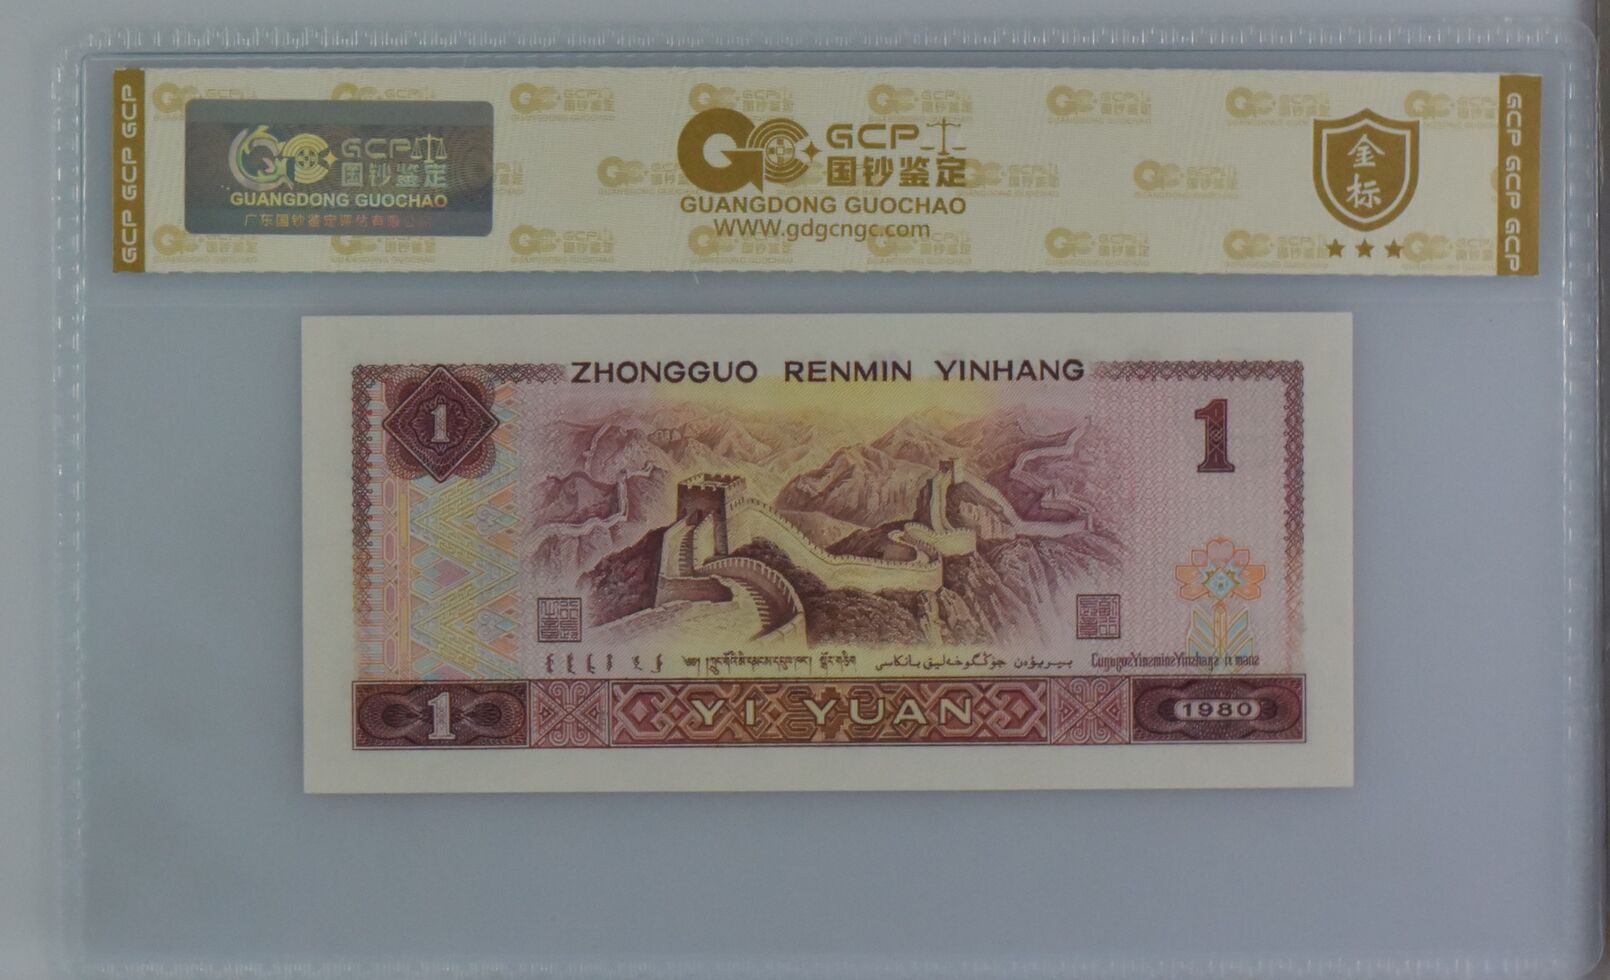 GCP GCP GCP
GCP
国钞鉴定
GUANGDONG GUOCHAO
广东国钞鉴定评估有限公司
GCP
国钞鉴定
GUANGDONG GUOCHAO
WWW.gdgcngc.com
金
标
GCP GCP GCP GCP
ZHONGGUO RENMIN YINHANG
1
1
YI YUAN
1
1980